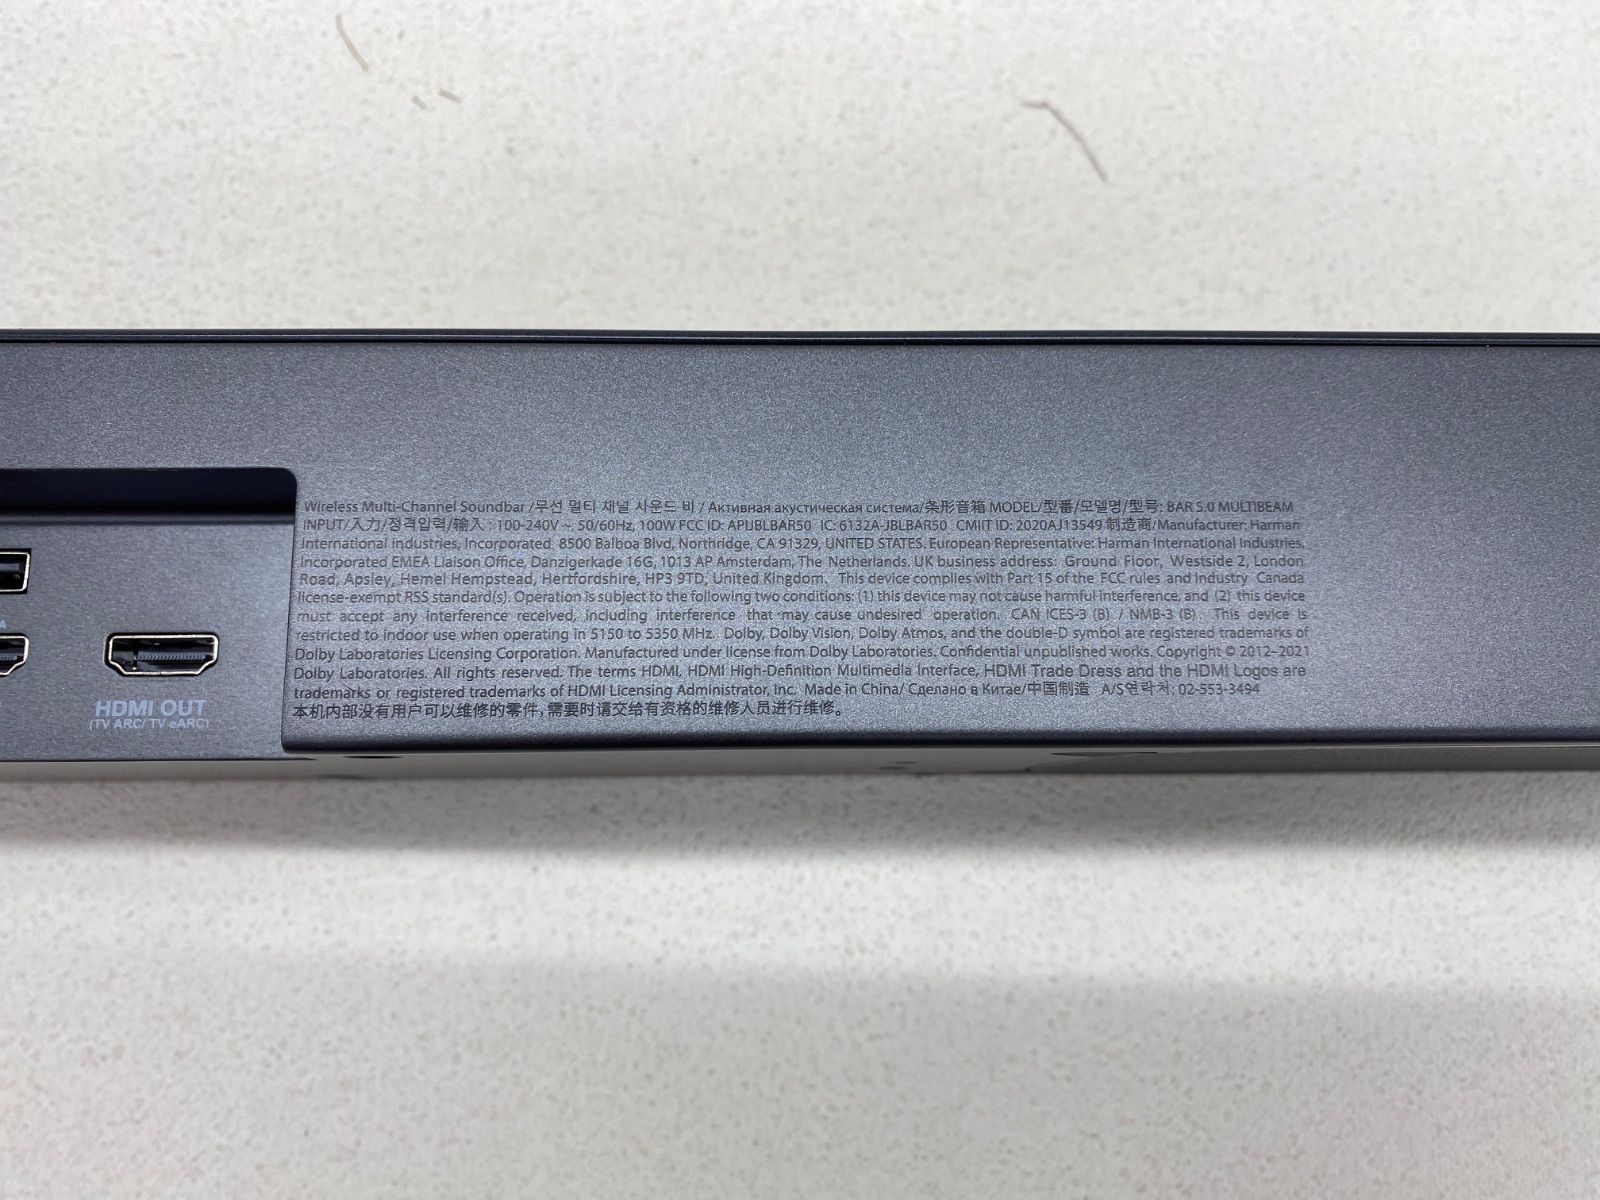 Wireless Multi-Channel Soundbar /무선 멀티 채널 사운드 바 / Активная акустическая система/条形音箱 MODEL/型番/모델명/型号: BAR 5.0 MULTIBEAM
INPUT/入力/정격입력/输入 : 100-240V ~, 50/60Hz, 100W FCC ID: APIJBLBAR50 IC: 6132A-JBLBAR50 CMIIT ID: 2020AJ13549 制造商/Manufacturer: Harman
International Industries, Incorporated 8500 Balboa Blvd, Northridge, CA 91329, UNITED STATES. European Representative: Harman International Industries,
Incorporated EMEA Liaison Office, Danzigerkade 16G, 1013 AP Amsterdam, The Netherlands. UK business address: Ground Floor, Westside 2, London
Road, Apsley, Hemel Hempstead, Hertfordshire, HP3 9TD, United Kingdom. This device complies with Part 15 of the FCC rules and Industry Canada
license-exempt RSS standard(s). Operation is subject to the following two conditions: (1) this device may not cause harmful interference, and (2) this device
must accept any interference received, including interference that may cause undesired operation. CAN ICES-3 (B) / NMB-3 (B) This device is
restricted to indoor use when operating in 5150 to 5350 MHz. Dolby, Dolby Vision, Dolby Atmos, and the double-D symbol are registered trademarks of
Dolby Laboratories Licensing Corporation. Manufactured under license from Dolby Laboratories. Confidential unpublished works. Copyright © 2012–2021
Dolby Laboratories. All rights reserved. The terms HDMI, HDMI High-Definition Multimedia Interface, HDMI Trade Dress and the HDMI Logos are
trademarks or registered trademarks of HDMI Licensing Administrator, Inc. Made in China/ Сделано в Китае/中国制造 A/S연락처: 02-553-3494
本机内部没有用户可以维修的零件，需要时请交给有资格的维修人员进行维修。
HDMI OUT
(TV ARC/ TV eARC)